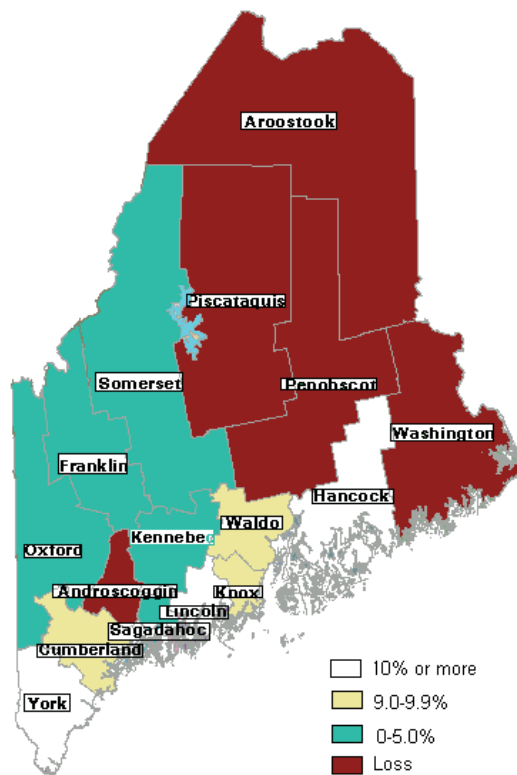 Aroostook
Piscataquis
Somerset
Penobscot
Washington
Franklin
Hancock
Waldo
Kennebec
Oxford
Androscoggin
Knox
Lincoln
Sagadahoc
Cumberland
York
10% or more
9.0-9.9%
0-5.0%
Loss